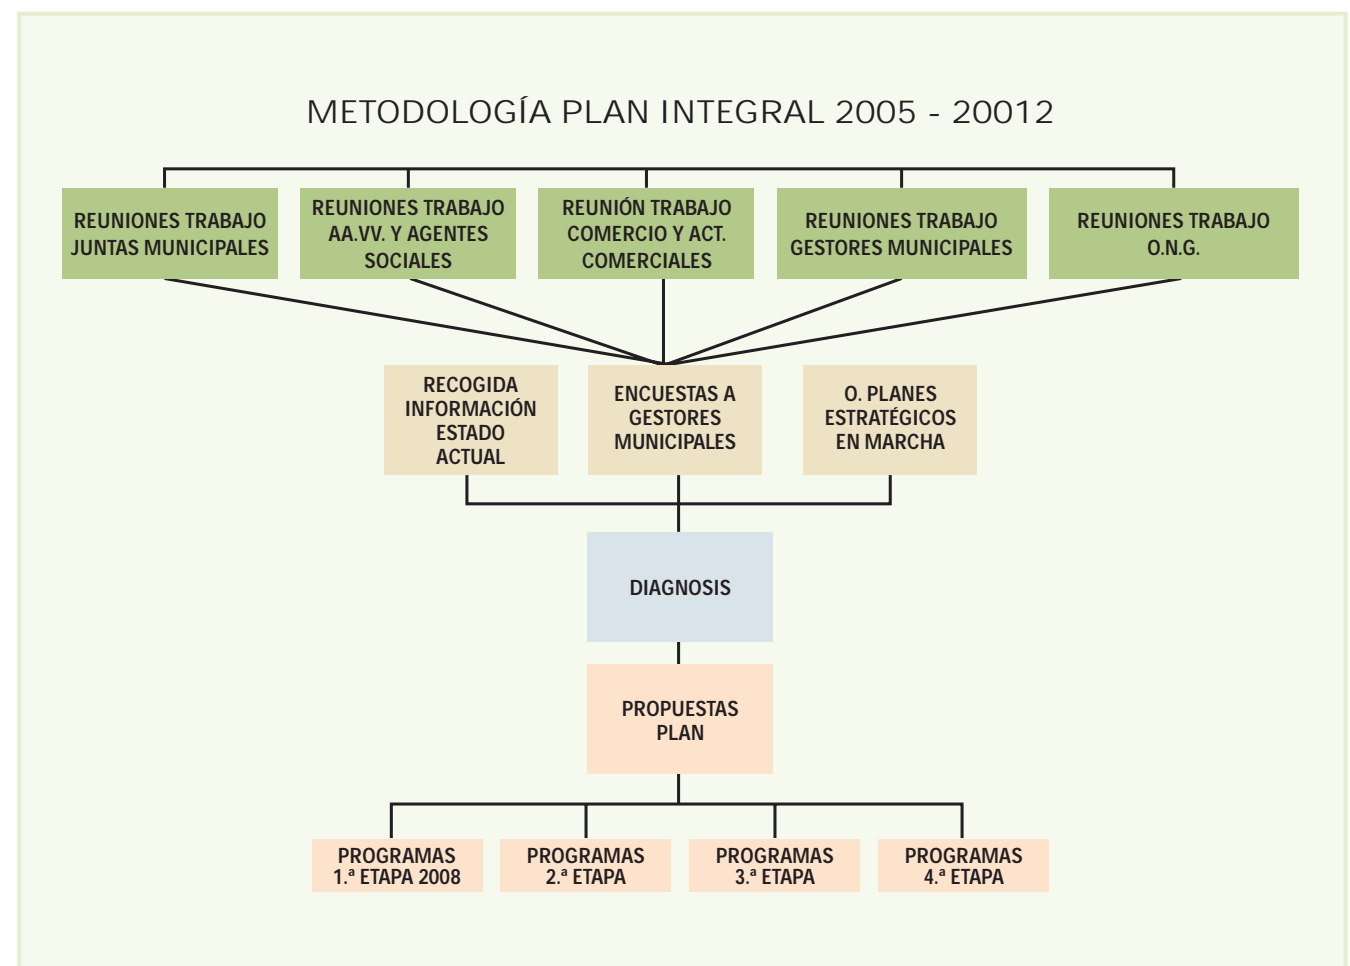 METODOLOGÍA PLAN INTEGRAL 2005 - 20012
REUNIONES TRABAJO
JUNTAS MUNICIPALES
REUNIONES TRABAJO
AA.VV. Y AGENTES
SOCIALES
REUNIÓN TRABAJO
COMERCIO Y ACT.
COMERCIALES
REUNIONES TRABAJO
GESTORES MUNICIPALES
REUNIONES TRABAJO
O.N.G.
RECOGIDA
INFORMACIÓN
ESTADO
ACTUAL
ENCUESTAS A
GESTORES
MUNICIPALES
O. PLANES
ESTRATÉGICOS
EN MARCHA
DIAGNOSIS
PROPUESTAS
PLAN
PROGRAMAS
1.ª ETAPA 2008
PROGRAMAS
2.ª ETAPA
PROGRAMAS
3.ª ETAPA
PROGRAMAS
4.ª ETAPA